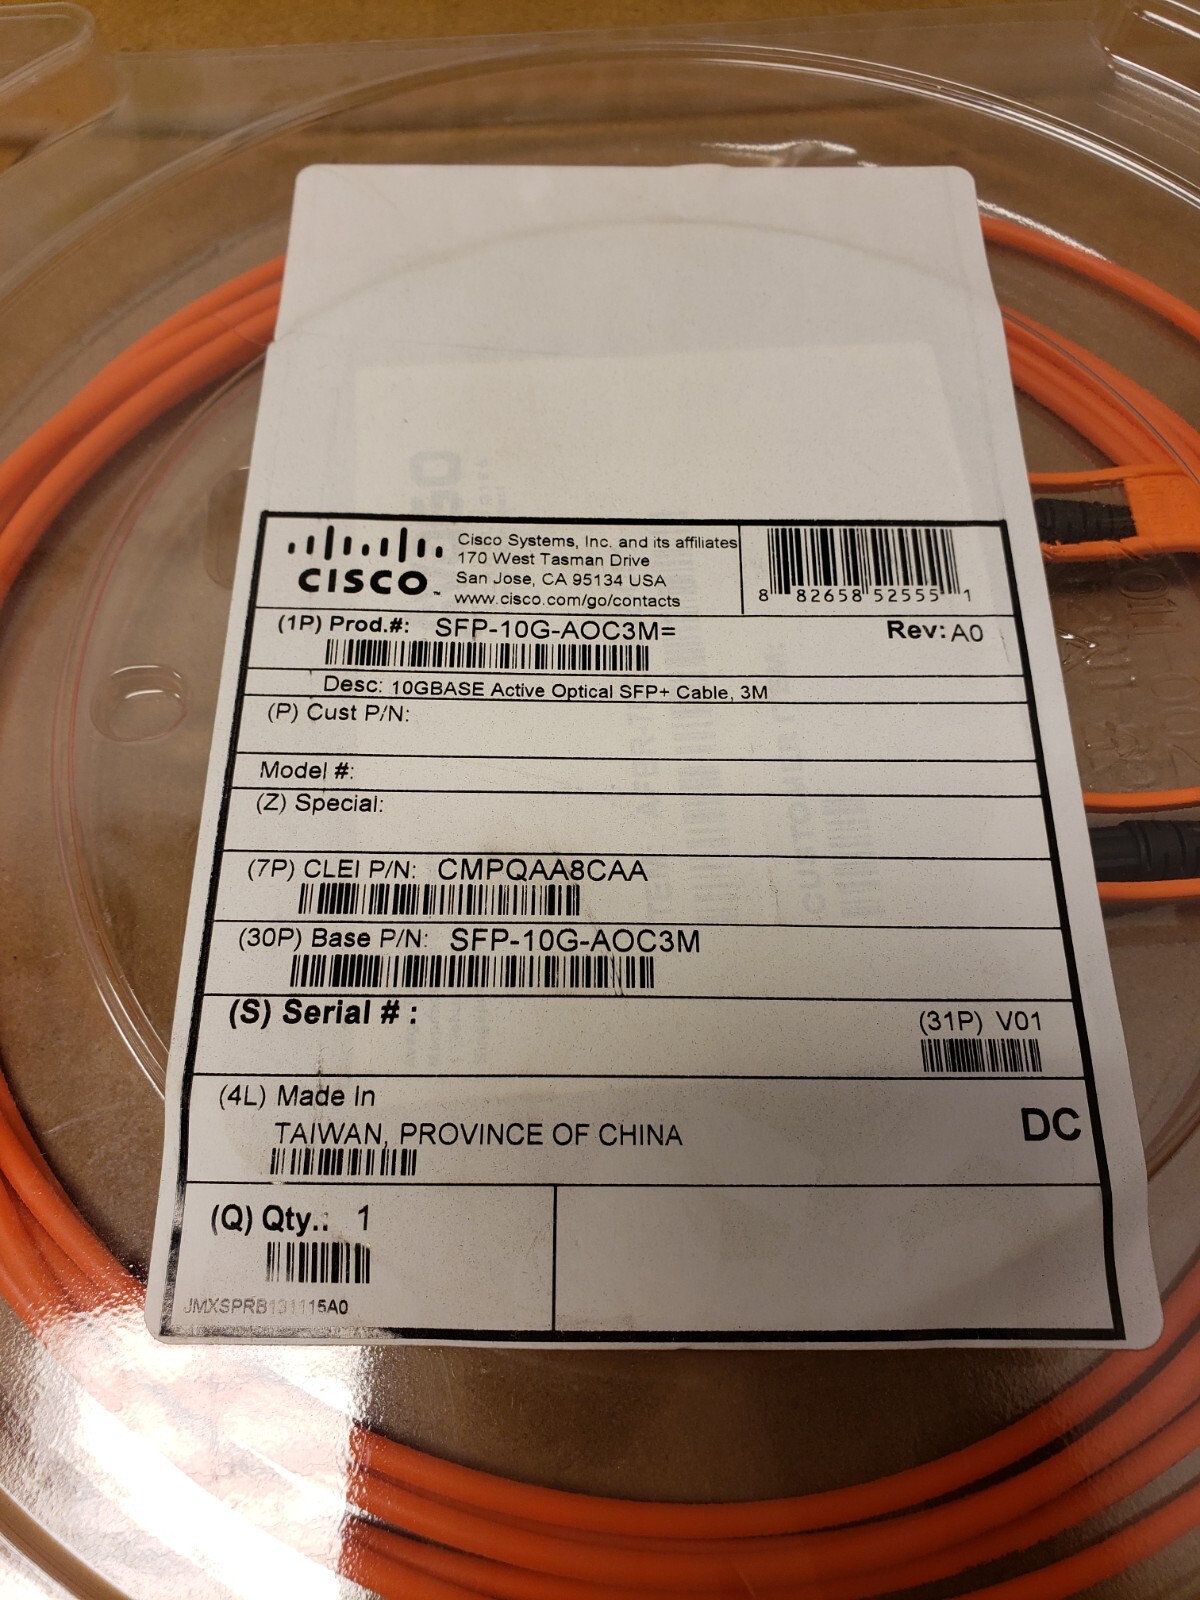 CISCO™
Cisco Systems, Inc. and its affiliates
170 West Tasman Drive
San Jose, CA 95134 USA
www.cisco.com/go/contacts
8 82658 52555 1
(1P) Prod.#: SFP-10G-AOC3M=
Rev: A0
Desc: 10GBASE Active Optical SFP+ Cable, 3M
(P) Cust P/N:
Model #:
(Z) Special:
(7P) CLEI P/N: CMPQAA8CAA
(30P) Base P/N: SFP-10G-AOC3M
(S) Serial # :
(31P) V01
(4L) Made In
TAIWAN, PROVINCE OF CHINA
DC
(Q) Qty.: 1
JMXSPRB131115A0